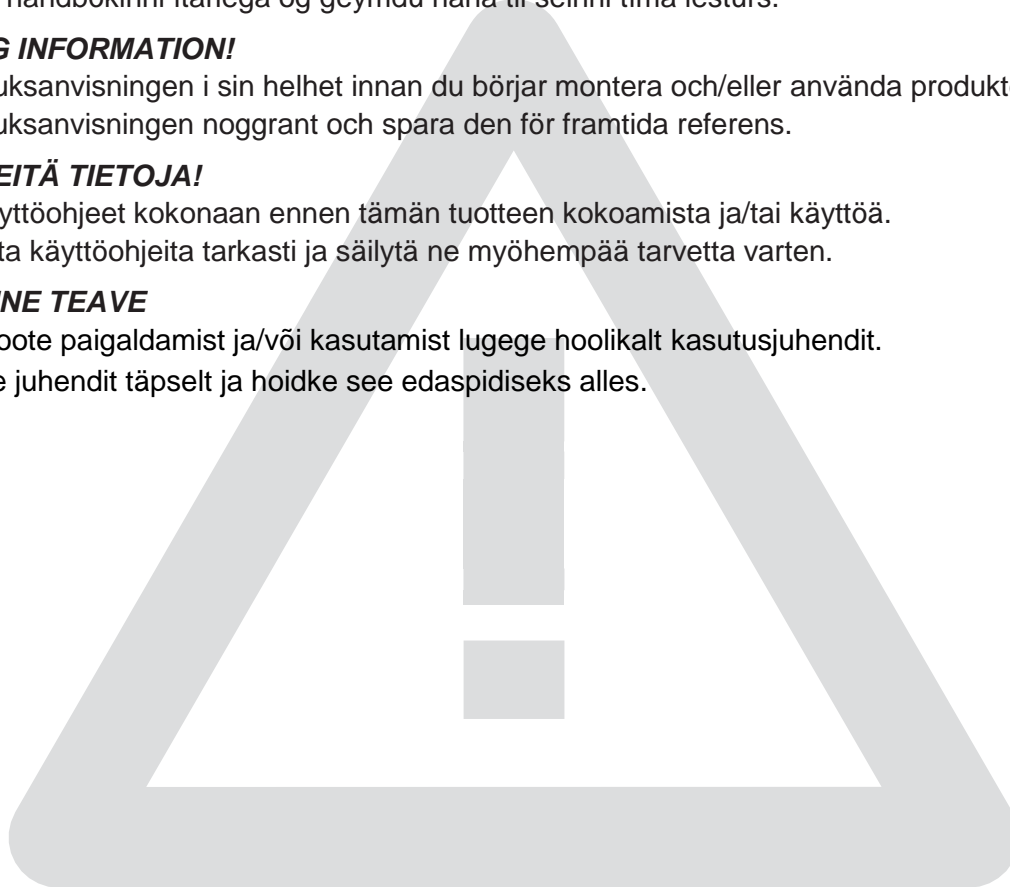 handbókinni ítarlega og geymdu hana til seinni tíma lesturs.
G INFORMATION!
uksanvisningen i sin helhet innan du börjar montera och/eller använda produkt
uksanvisningen noggrant och spara den för framtida referens.
EITÄ TIETOJA!
yttöohjeet kokonaan ennen tämän tuotteen kokoamista ja/tai käyttöä.
ta käyttöohjeita tarkasti ja säilytä ne myöhempää tarvetta varten.
NE TEAVE
oote paigaldamist ja/või kasutamist lugege hoolikalt kasutusjuhendit.
e juhendit täpselt ja hoidke see edaspidiseks alles.